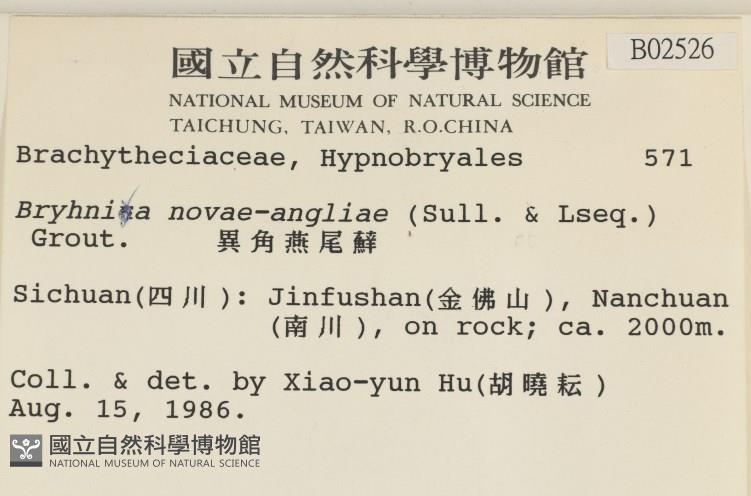 國立自然科學博物館
B02526
NATIONAL MUSEUM OF NATURAL SCIENCE
TAICHUNG, TAIWAN, R.O.CHINA
Brachytheciaceae, Hypnobryales 571
Bryhnia novae-angliae (Sull. & Lseq.)
Grout. 異角燕尾蘚
Sichuan(四川): Jinfushan(金佛山), Nanchuan
(南川), on rock; ca. 2000m.
Coll. & det. by Xiao-yun Hu(胡曉耘)
Aug. 15, 1986.
國立自然科學博物館
NATIONAL MUSEUM OF NATURAL SCIENCE